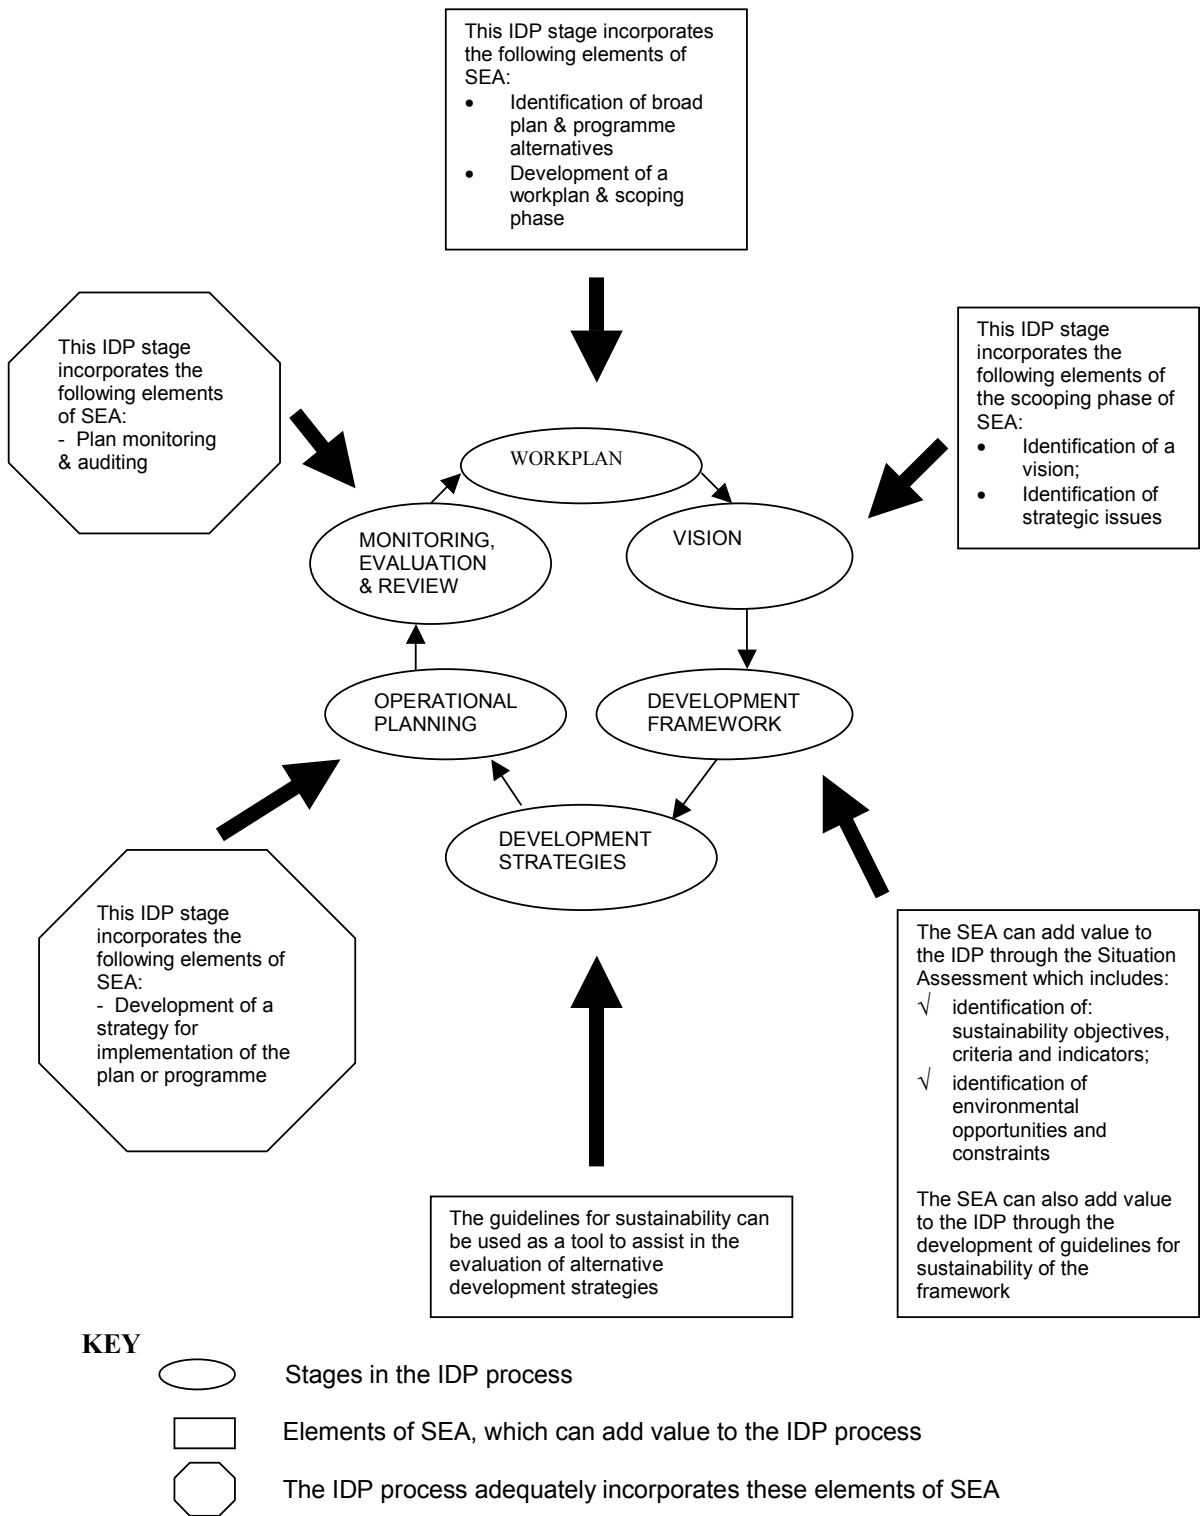 This IDP stage incorporates
the following elements of
SEA:
• Identification of broad
plan & programme
alternatives
• Development of a
workplan & scoping
phase
This IDP stage
incorporates the
following elements
of SEA:
- Plan monitoring
& auditing
This IDP stage
incorporates the
following elements of
the scooping phase of
SEA:
• Identification of a
vision;
• Identification of
strategic issues
WORKPLAN
MONITORING,
EVALUATION
& REVIEW
VISION
OPERATIONAL
PLANNING
DEVELOPMENT
FRAMEWORK
DEVELOPMENT
STRATEGIES
This IDP stage
incorporates the
following elements of
SEA:
- Development of a
strategy for
implementation of the
plan or programme
The SEA can add value to
the IDP through the Situation
Assessment which includes:
√ identification of:
sustainability objectives,
criteria and indicators;
√ identification of
environmental
opportunities and
constraints
The SEA can also add value
to the IDP through the
development of guidelines for
sustainability of the
framework
The guidelines for sustainability can
be used as a tool to assist in the
evaluation of alternative
development strategies
KEY
Stages in the IDP process
Elements of SEA, which can add value to the IDP process
The IDP process adequately incorporates these elements of SEA